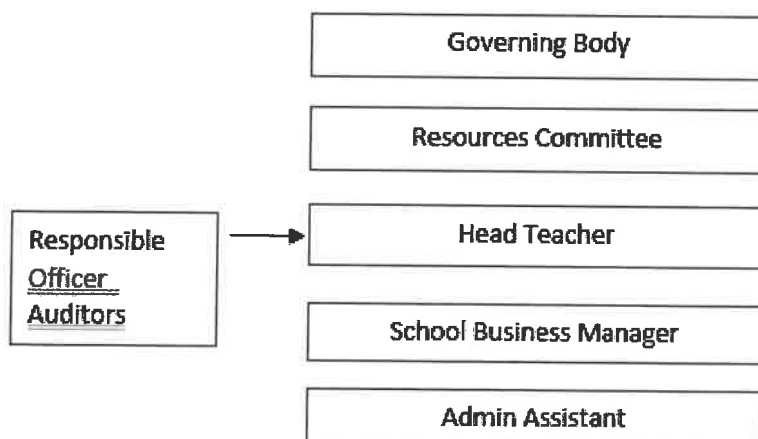 Governing Body
Resources Committee
Head Teacher
Responsible
Officer
Auditors
School Business Manager
Admin Assistant